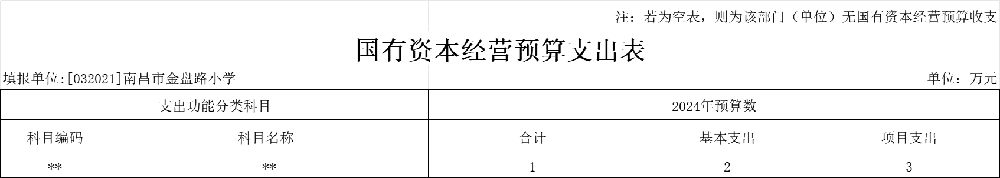 注：若为空表，则为该部门（单位）无国有资本经营预算收支
国有资本经营预算支出表
填报单位:[032021]南昌市金盘路小学 单位：万元
支出功能分类科目 2024年预算数
科目编码 科目名称 合计 基本支出 项目支出
** ** 1 2 3